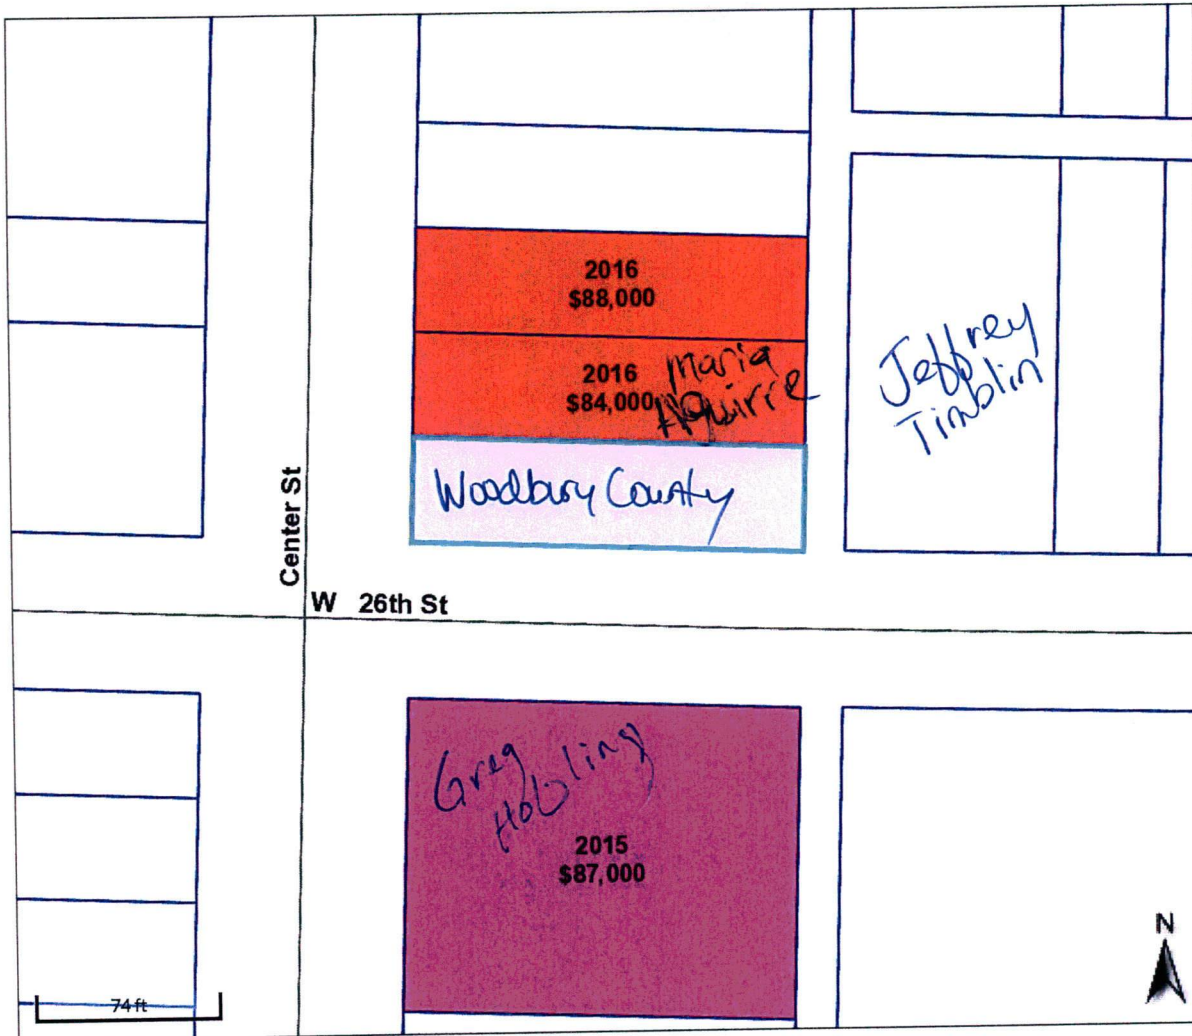 2016
$88,000
2016
$84,000
Maria
Aguirre
Jeffrey
Timblin
Woodbury County
Center St
W 26th St
Greg
2015
$87,000
N
74 ft